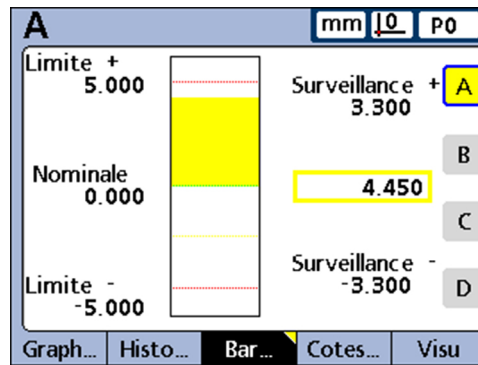 A mm 0 P0
Limite +
5.000
Surveillance +
3.300
A
B
Nominale
0.000
4.450
C
Surveillance -
-3.300
Limite -
-5.000
D
Graph... Histo... Bar... Cotes... Visu